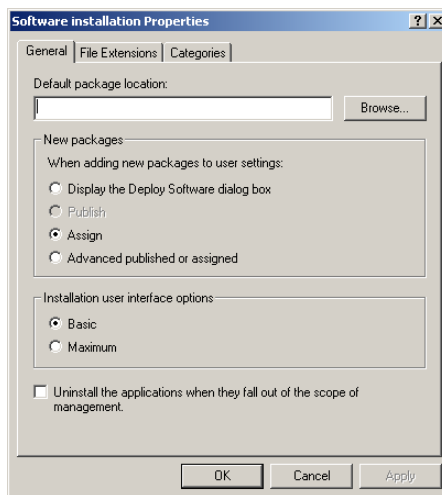 Software installation Properties
General
File Extensions
Categories
Default package location:
Browse...
New packages
When adding new packages to user settings:
Display the Deploy Software dialog box
Publish
Assign
Advanced published or assigned
Installation user interface options
Basic
Maximum
Uninstall the applications when they fall out of the scope of
management.
OK
Cancel
Apply